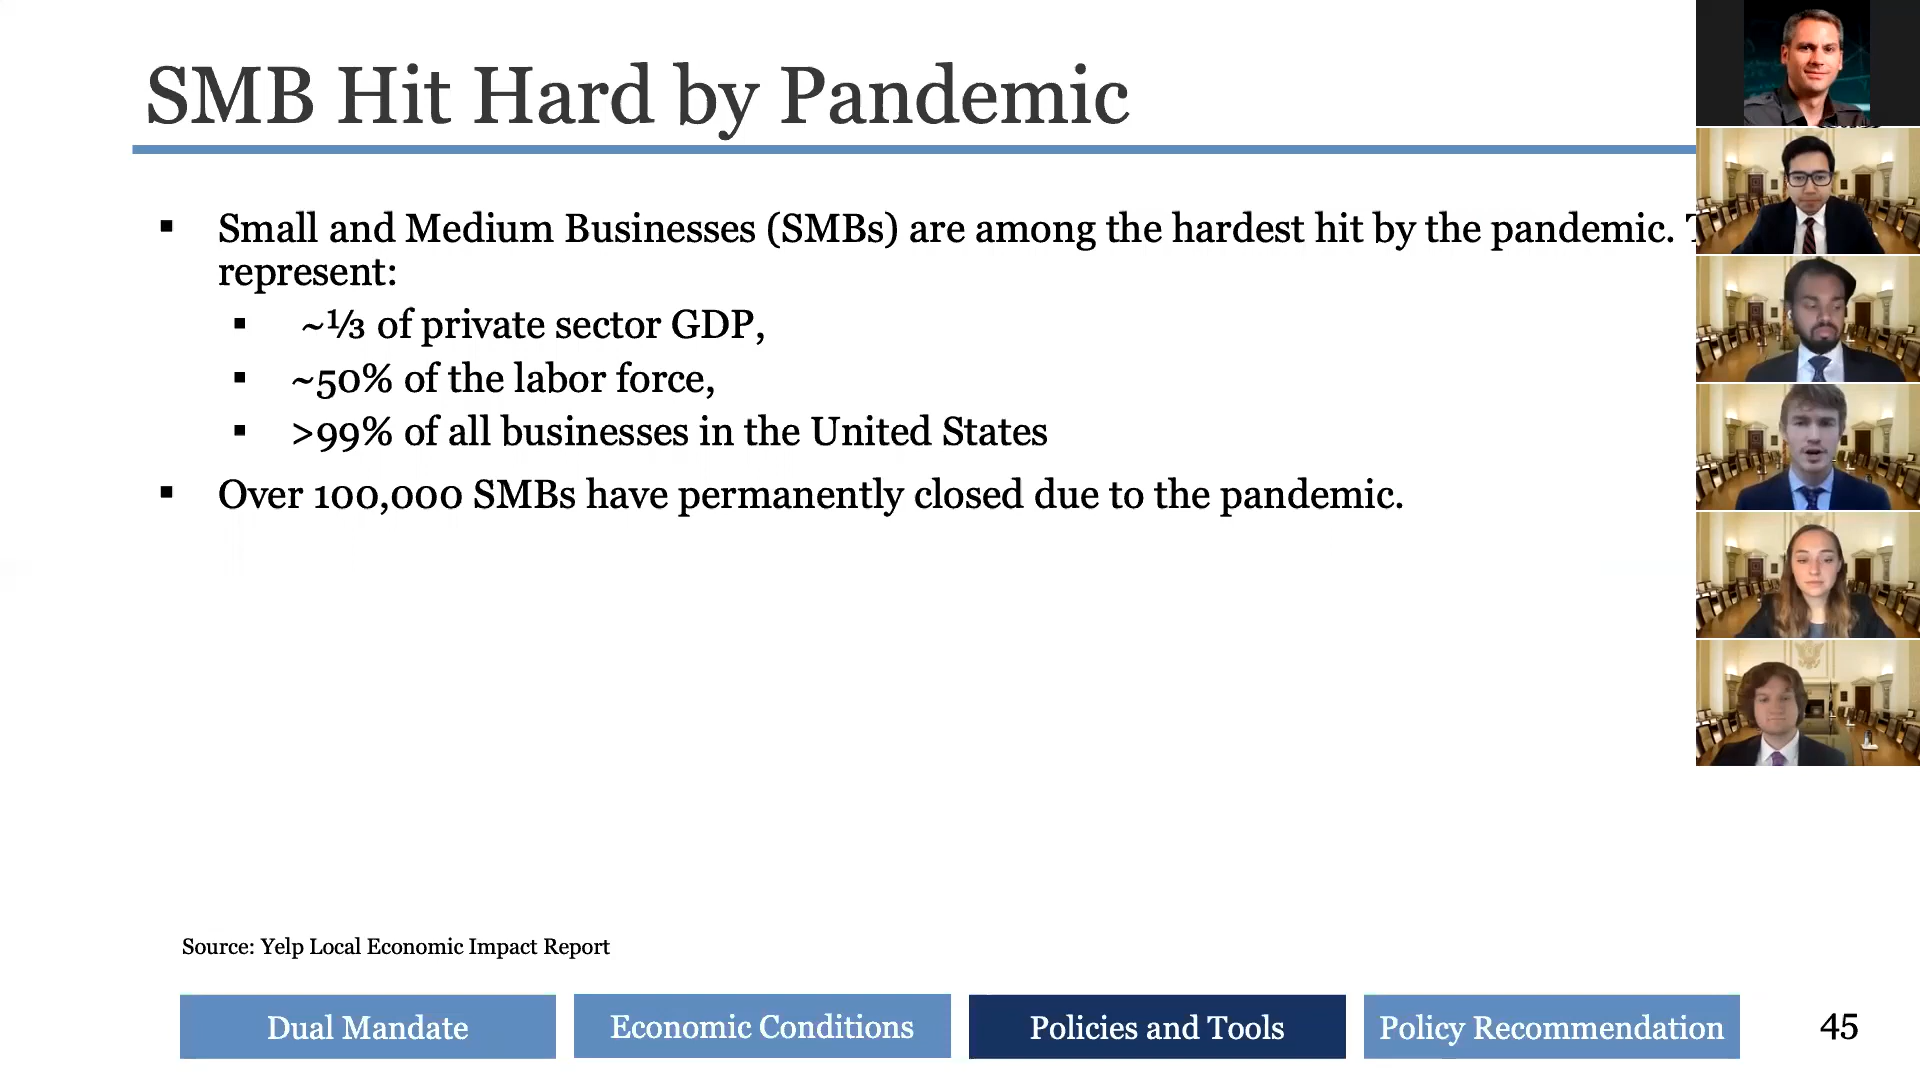 SMB Hit Hard by Pandemic
▪ Small and Medium Businesses (SMBs) are among the hardest hit by the pandemic.
represent:
▪ ~⅓ of private sector GDP,
▪ ~50% of the labor force,
▪ >99% of all businesses in the United States
▪ Over 100,000 SMBs have permanently closed due to the pandemic.
Source: Yelp Local Economic Impact Report
Dual Mandate
Economic Conditions
Policies and Tools
Policy Recommendation
45